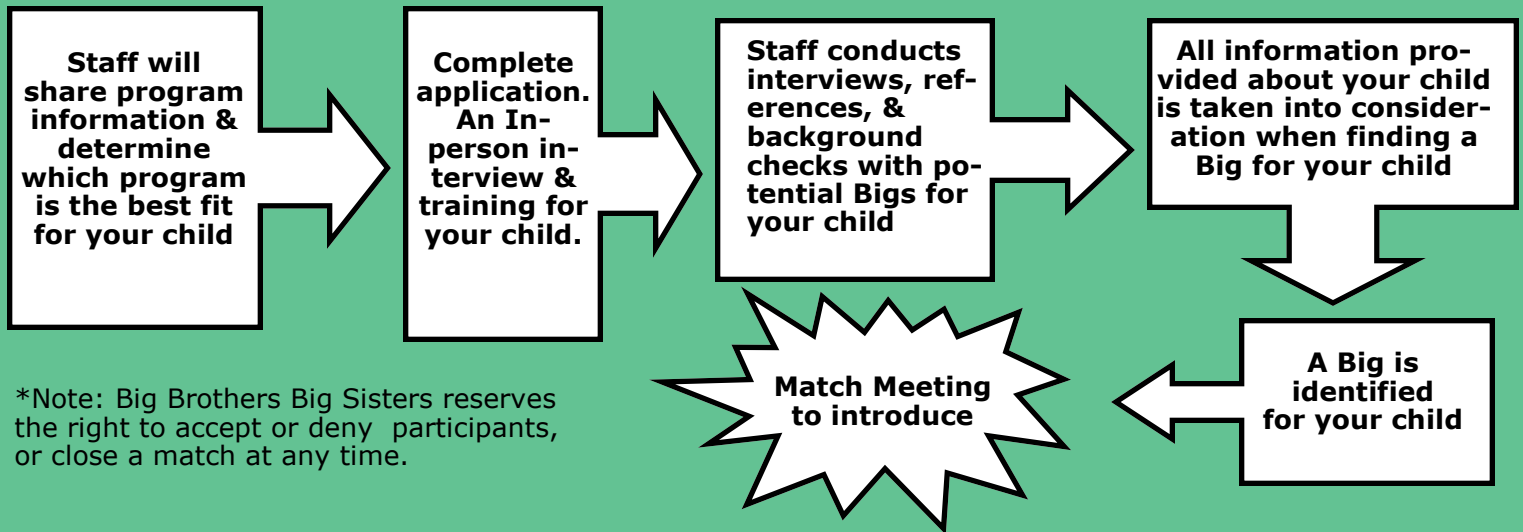 Staff will
share program
information &
determine
which program
is the best fit
for your child
Complete
application.
An In-
person in-
terview &
training for
your child.
Staff conducts
interviews, ref-
erences, &
background
checks with po-
tential Bigs for
your child
All information pro-
vided about your child
is taken into consider-
ation when finding a
Big for your child
A Big is
identified
for your child
Match Meeting
to introduce
*Note: Big Brothers Big Sisters reserves
the right to accept or deny participants,
or close a match at any time.